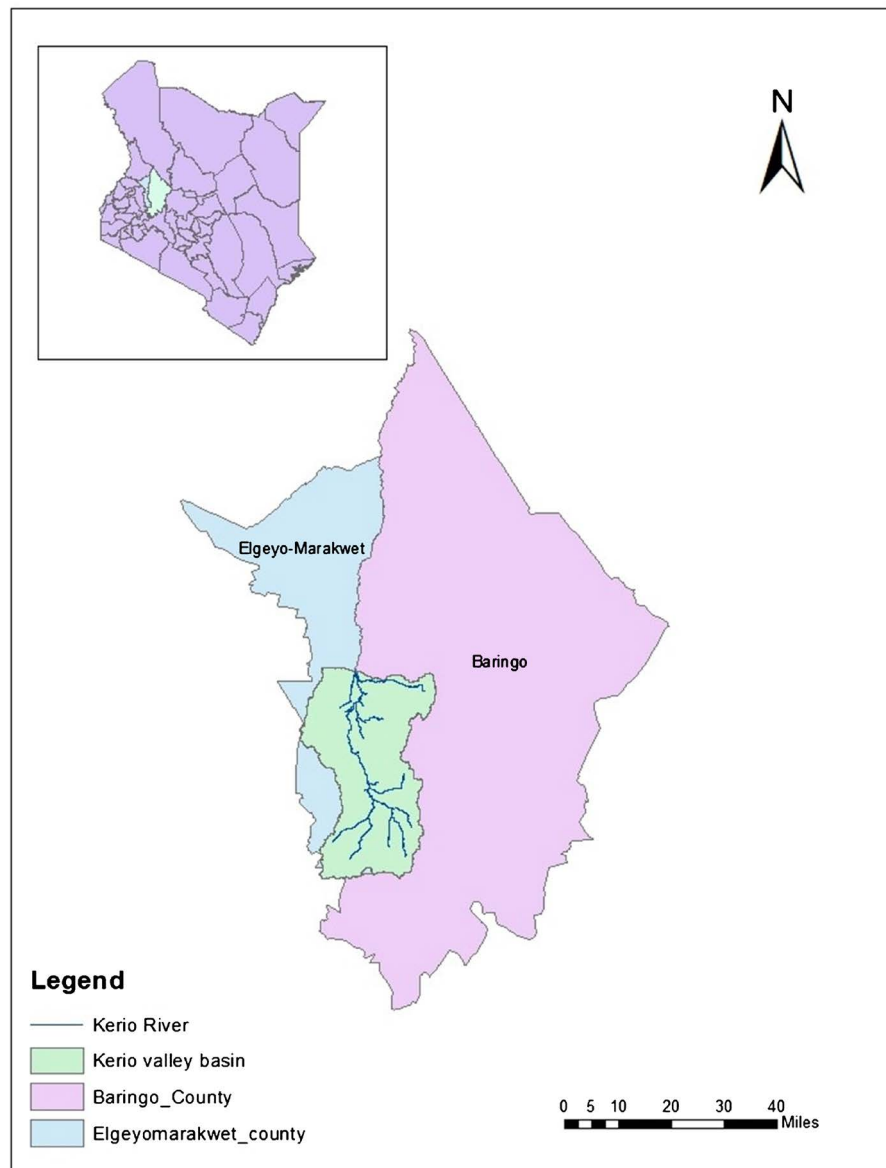 N
Elgeyo-Marakwet
Baringo
Legend
Kerio River
Kerio valley basin
Baringo_County
Elgeyomarakwet_county
0 5 10 20 30 40
Miles